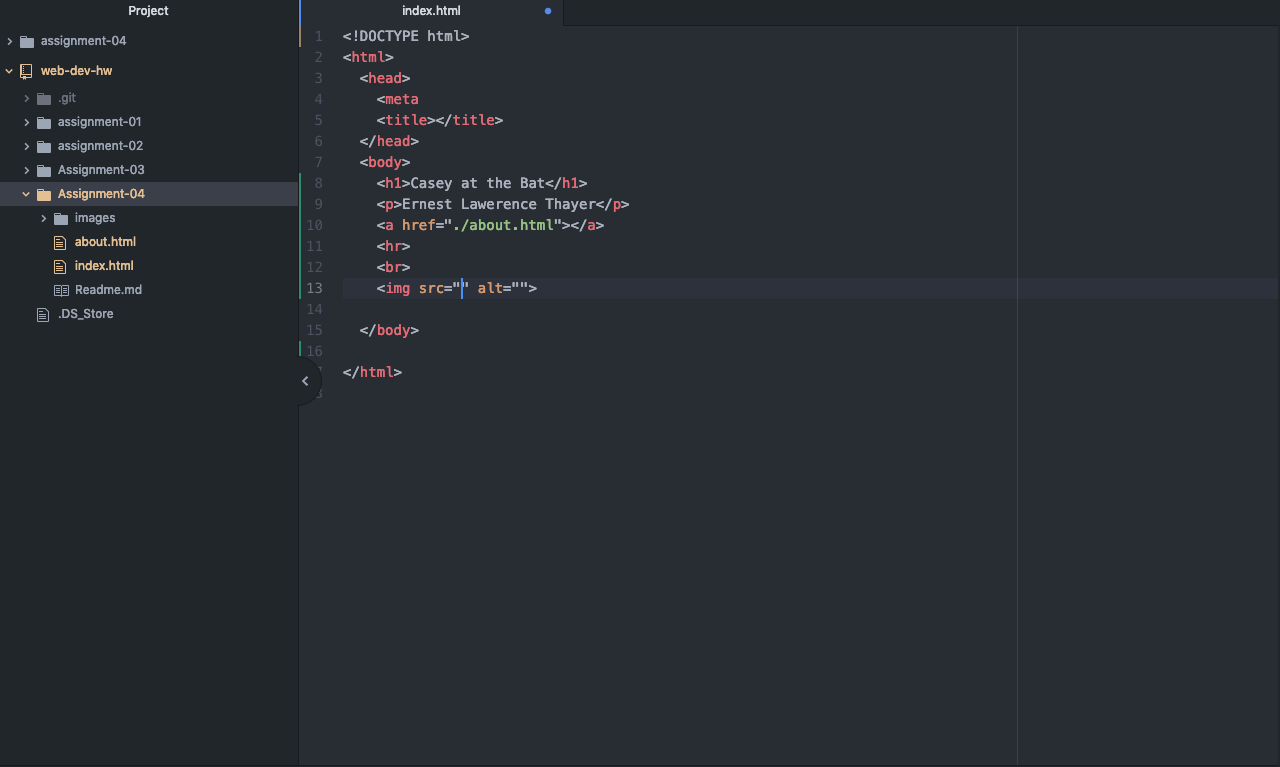 Project
assignment-04
web-dev-hw
.git
assignment-01
assignment-02
Assignment-03
Assignment-04
images
about.html
index.html
Readme.md
.DS_Store
index.html
1 <!DOCTYPE html>
2 <html>
3 <head>
4 <meta
5 <title></title>
6 </head>
7 <body>
8 <h1>Casey at the Bat</h1>
9 <p>Ernest Lawerence Thayer</p>
10 <a href="./about.html"></a>
11 <hr>
12 <br>
13 <img src="" alt="">
14
15 </body>
16
</html>